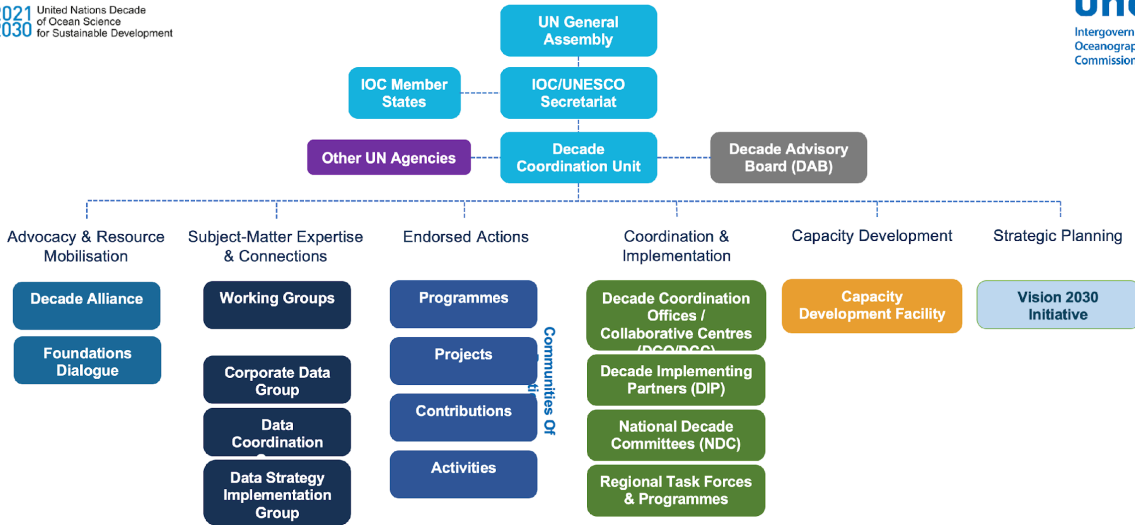 2021
2030
United Nations Decade
of Ocean Science
for Sustainable Development
Intergovern
Oceanograp
Commission
UN General
Assembly
IOC Member
States
IOC/UNESCO
Secretariat
Other UN Agencies
Decade
Coordination Unit
Decade Advisory
Board (DAB)
Advocacy & Resource
Mobilisation
Subject-Matter Expertise
& Connections
Endorsed Actions
Coordination &
Implementation
Capacity Development
Strategic Planning
Decade Alliance
Foundations
Dialogue
Working Groups
Corporate Data
Group
Data
Coordination
Data Strategy
Implementation
Group
Programmes
Projects
Contributions
Activities
Communities Of
Decade Coordination
Offices /
Collaborative Centres
(DCO/DCC)
Decade Implementing
Partners (DIP)
National Decade
Committees (NDC)
Regional Task Forces
& Programmes
Capacity
Development Facility
Vision 2030
Initiative